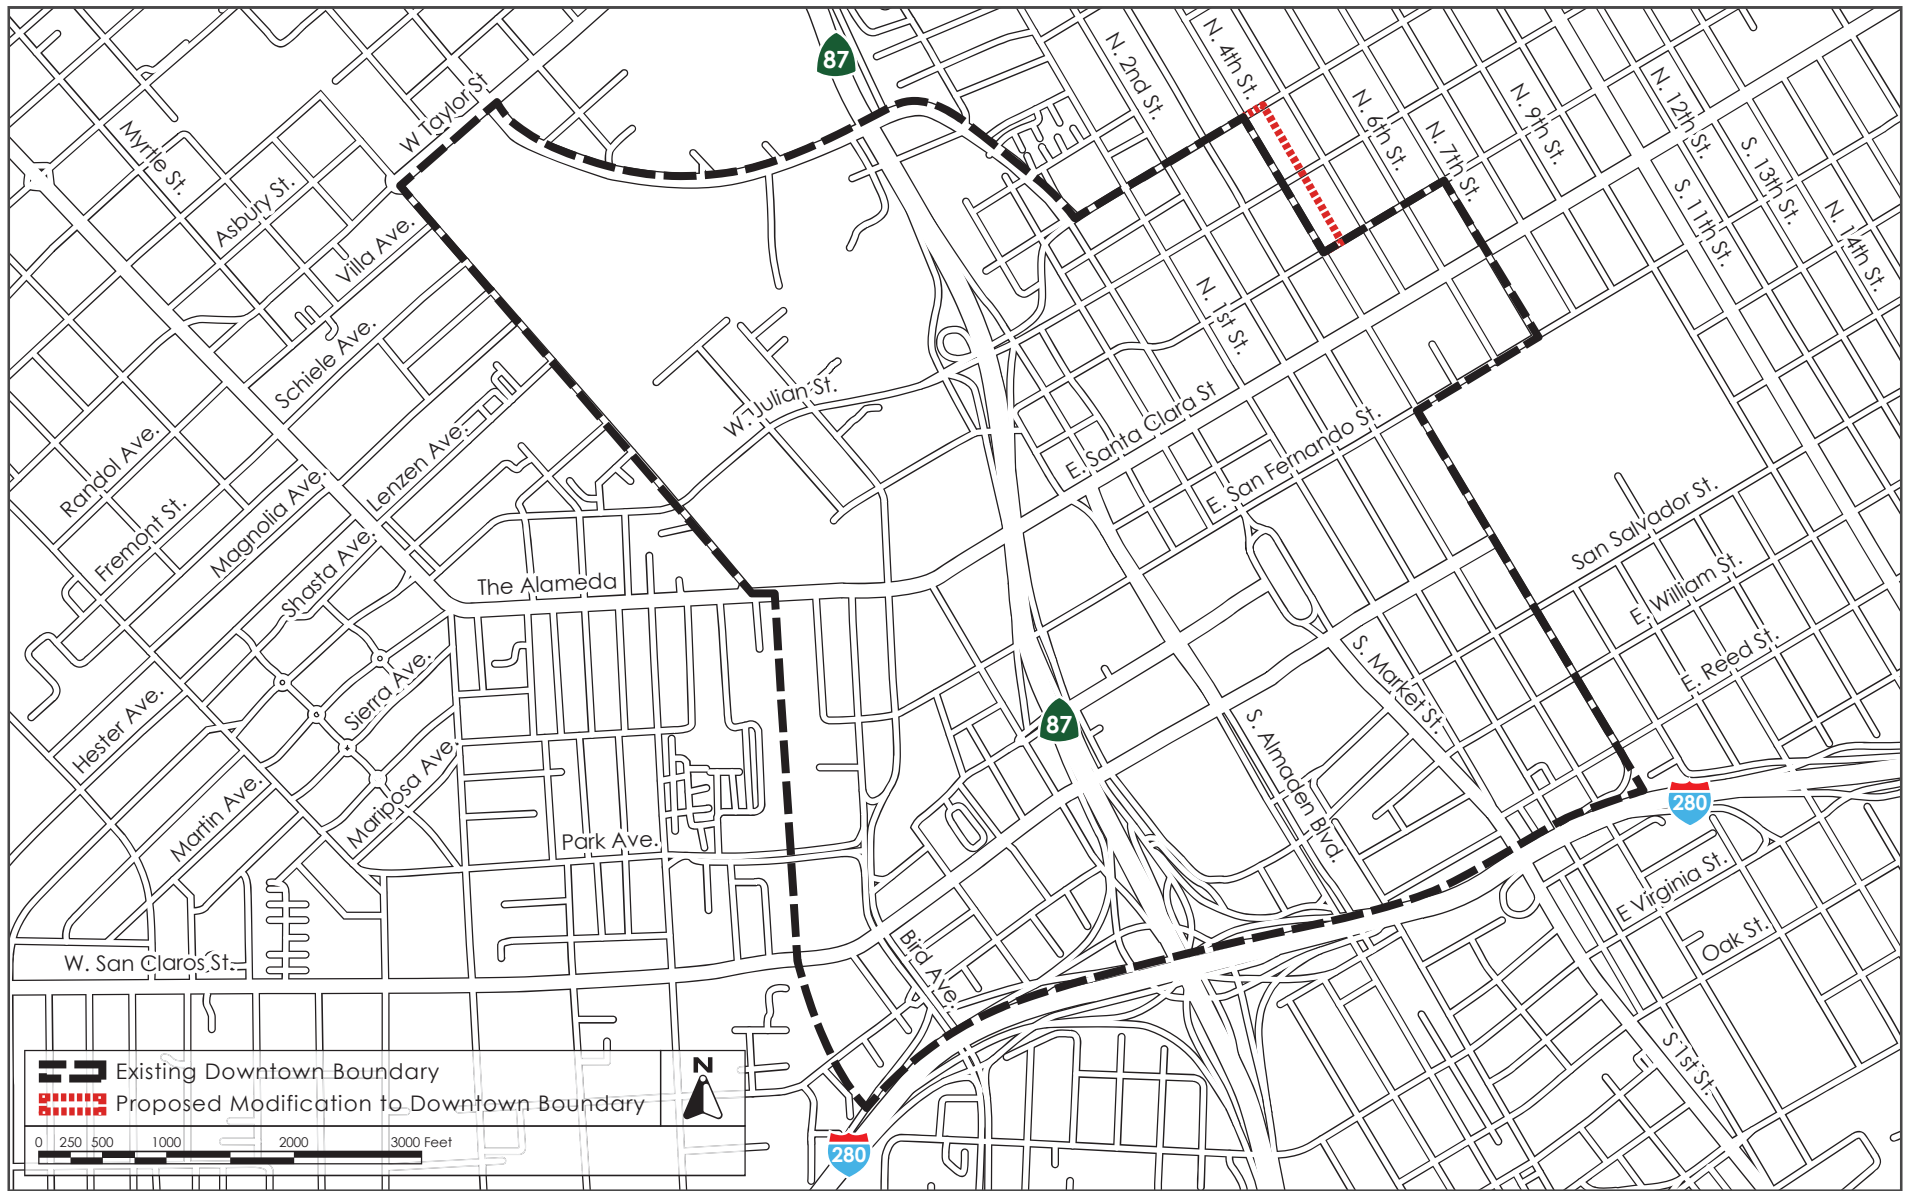 87
N. 2nd St.
N. 4th St.
N. 6th St.
N. 7th St.
N. 9th St.
N. 12th St.
S. 13th St.
S. 11th St.
N. 14th St.
W Taylor St
Myrtle St.
Asbury St.
Villa Ave.
Schiele Ave.
N. 1st St.
W. Julian St.
E. Santa Clara St
E. San Fernando St.
Randol Ave.
Fremont St.
Magnolia Ave.
Lenzen Ave.
Shasta Ave.
The Alameda
San Salvador St.
E. William St.
E. Reed St.
S. Market St.
Hester Ave.
Sierra Ave.
Mariposa Ave.
Martin Ave.
87
S. Almaden Blvd.
280
Park Ave.
E Virginia St.
Oak St.
W. San Claros St.
Bird Ave.
S 1st St.
280
Existing Downtown Boundary
Proposed Modification to Downtown Boundary
N
0 250 500 1000 2000 3000 Feet